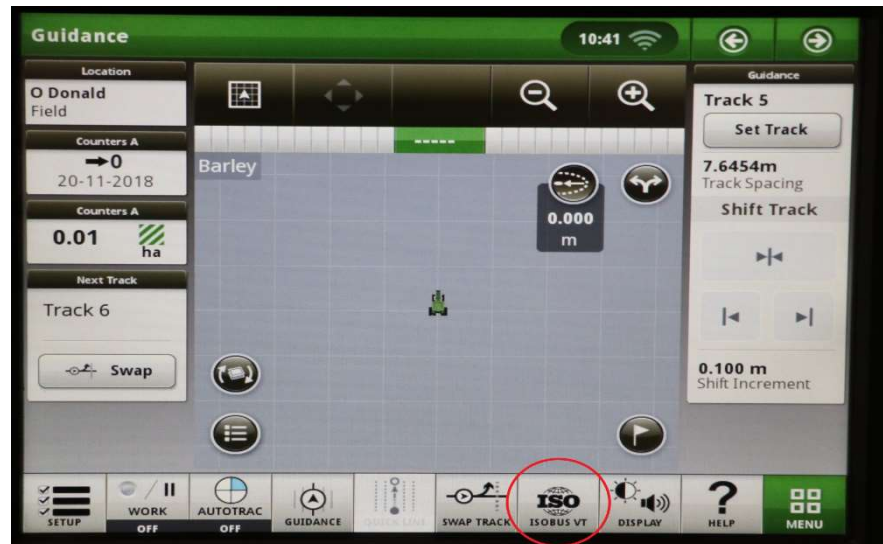 Guidance
10:41
Location
O Donald
Field
Counters A
0
20-11-2018
Counters A
0.01
ha
Next Track
Track 6
Swap
Barley
-----
0.000
m
Guidance
Track 5
Set Track
7.6454m
Track Spacing
Shift Track
0.100 m
Shift Increment
SETUP
WORK
OFF
AUTOTRAC
OFF
GUIDANCE
QUICK LINE
SWAP TRACK
ISO
ISOBUS VT
DISPLAY
?
HELP
MENU